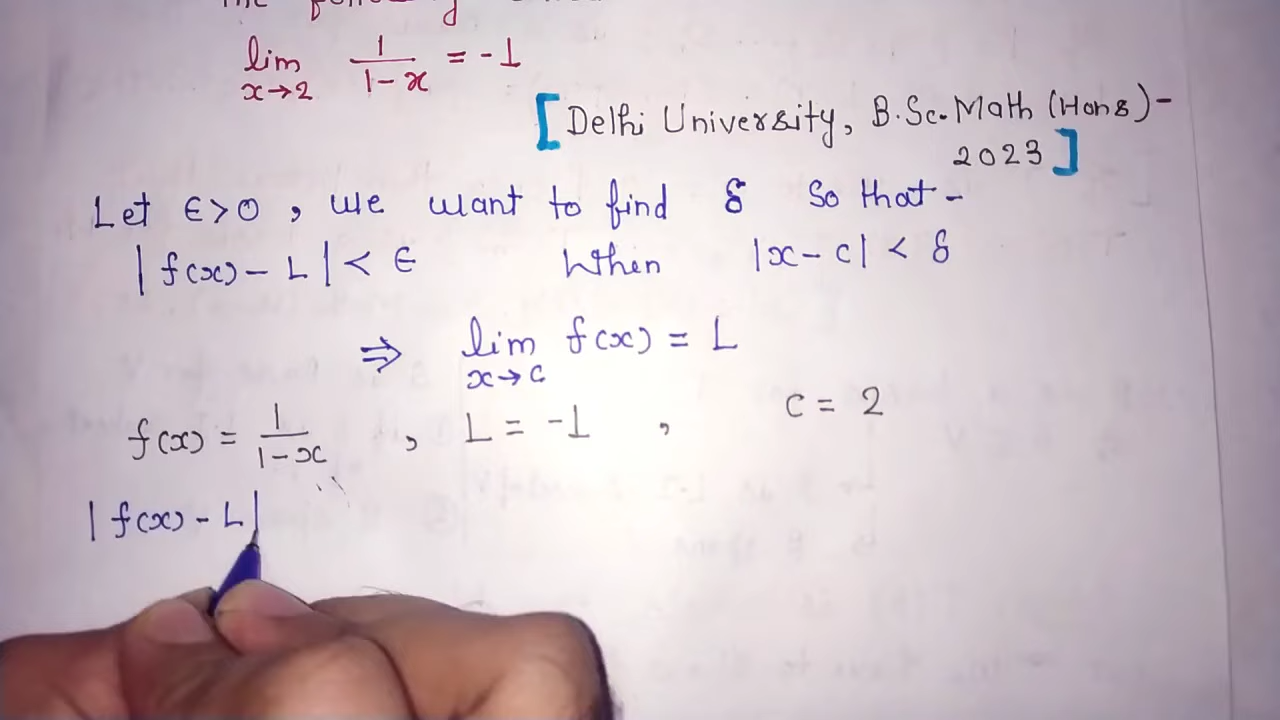 lim 1/(1-x) = -1
x→2
[Delhi University, B.Sc. Math (Hons)-
2023]
Let ϵ>0, we want to find δ so that-
|f(x)-L| < ϵ When |x-c| < δ
⇒ lim f(x) = L
x→c
f(x) = 1/(1-x) , L = -1 , c = 2
|f(x)-L|